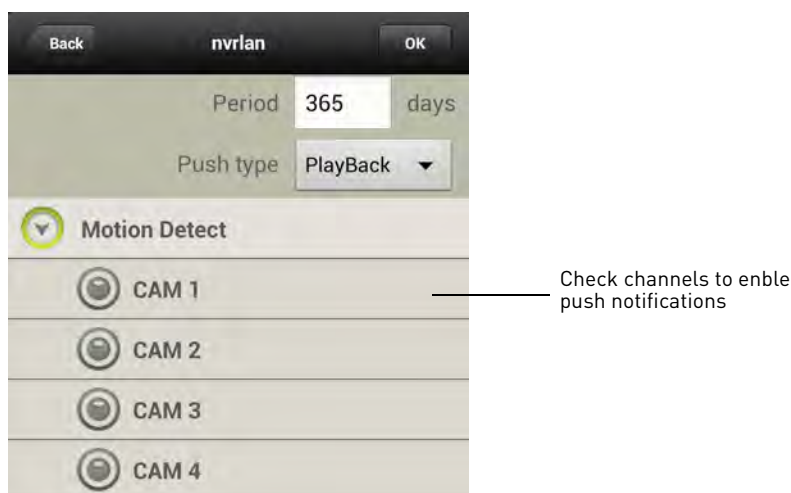 Back nvrlan OK
Period 365 days
Push type PlayBack
Motion Detect
CAM 1
Check channels to enble
push notifications
CAM 2
CAM 3
CAM 4